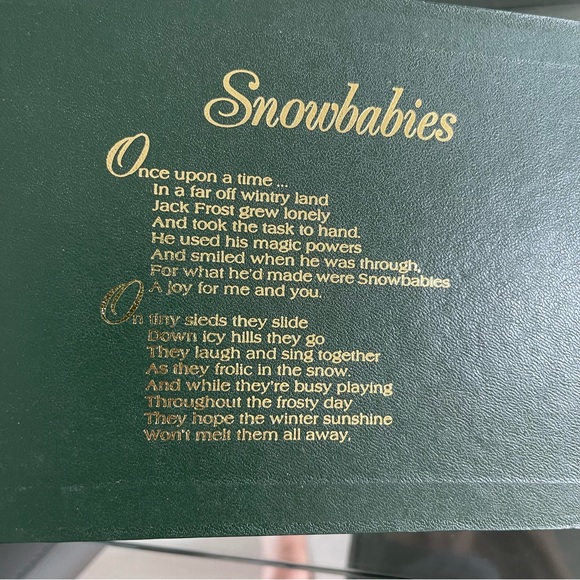 Snowbabies
Once upon a time ...
In a far off wintry land
Jack Frost grew lonely
And took the task to hand.
He used his magic powers
And smiled when he was through,
For what he'd made were Snowbabies
A joy for me and you.
On tiny sleds they slide
Down icy hills they go
They laugh and sing together
As they frolic in the snow.
And while they're busy playing
Throughout the frosty day
They hope the winter sunshine
Won't melt them all away.